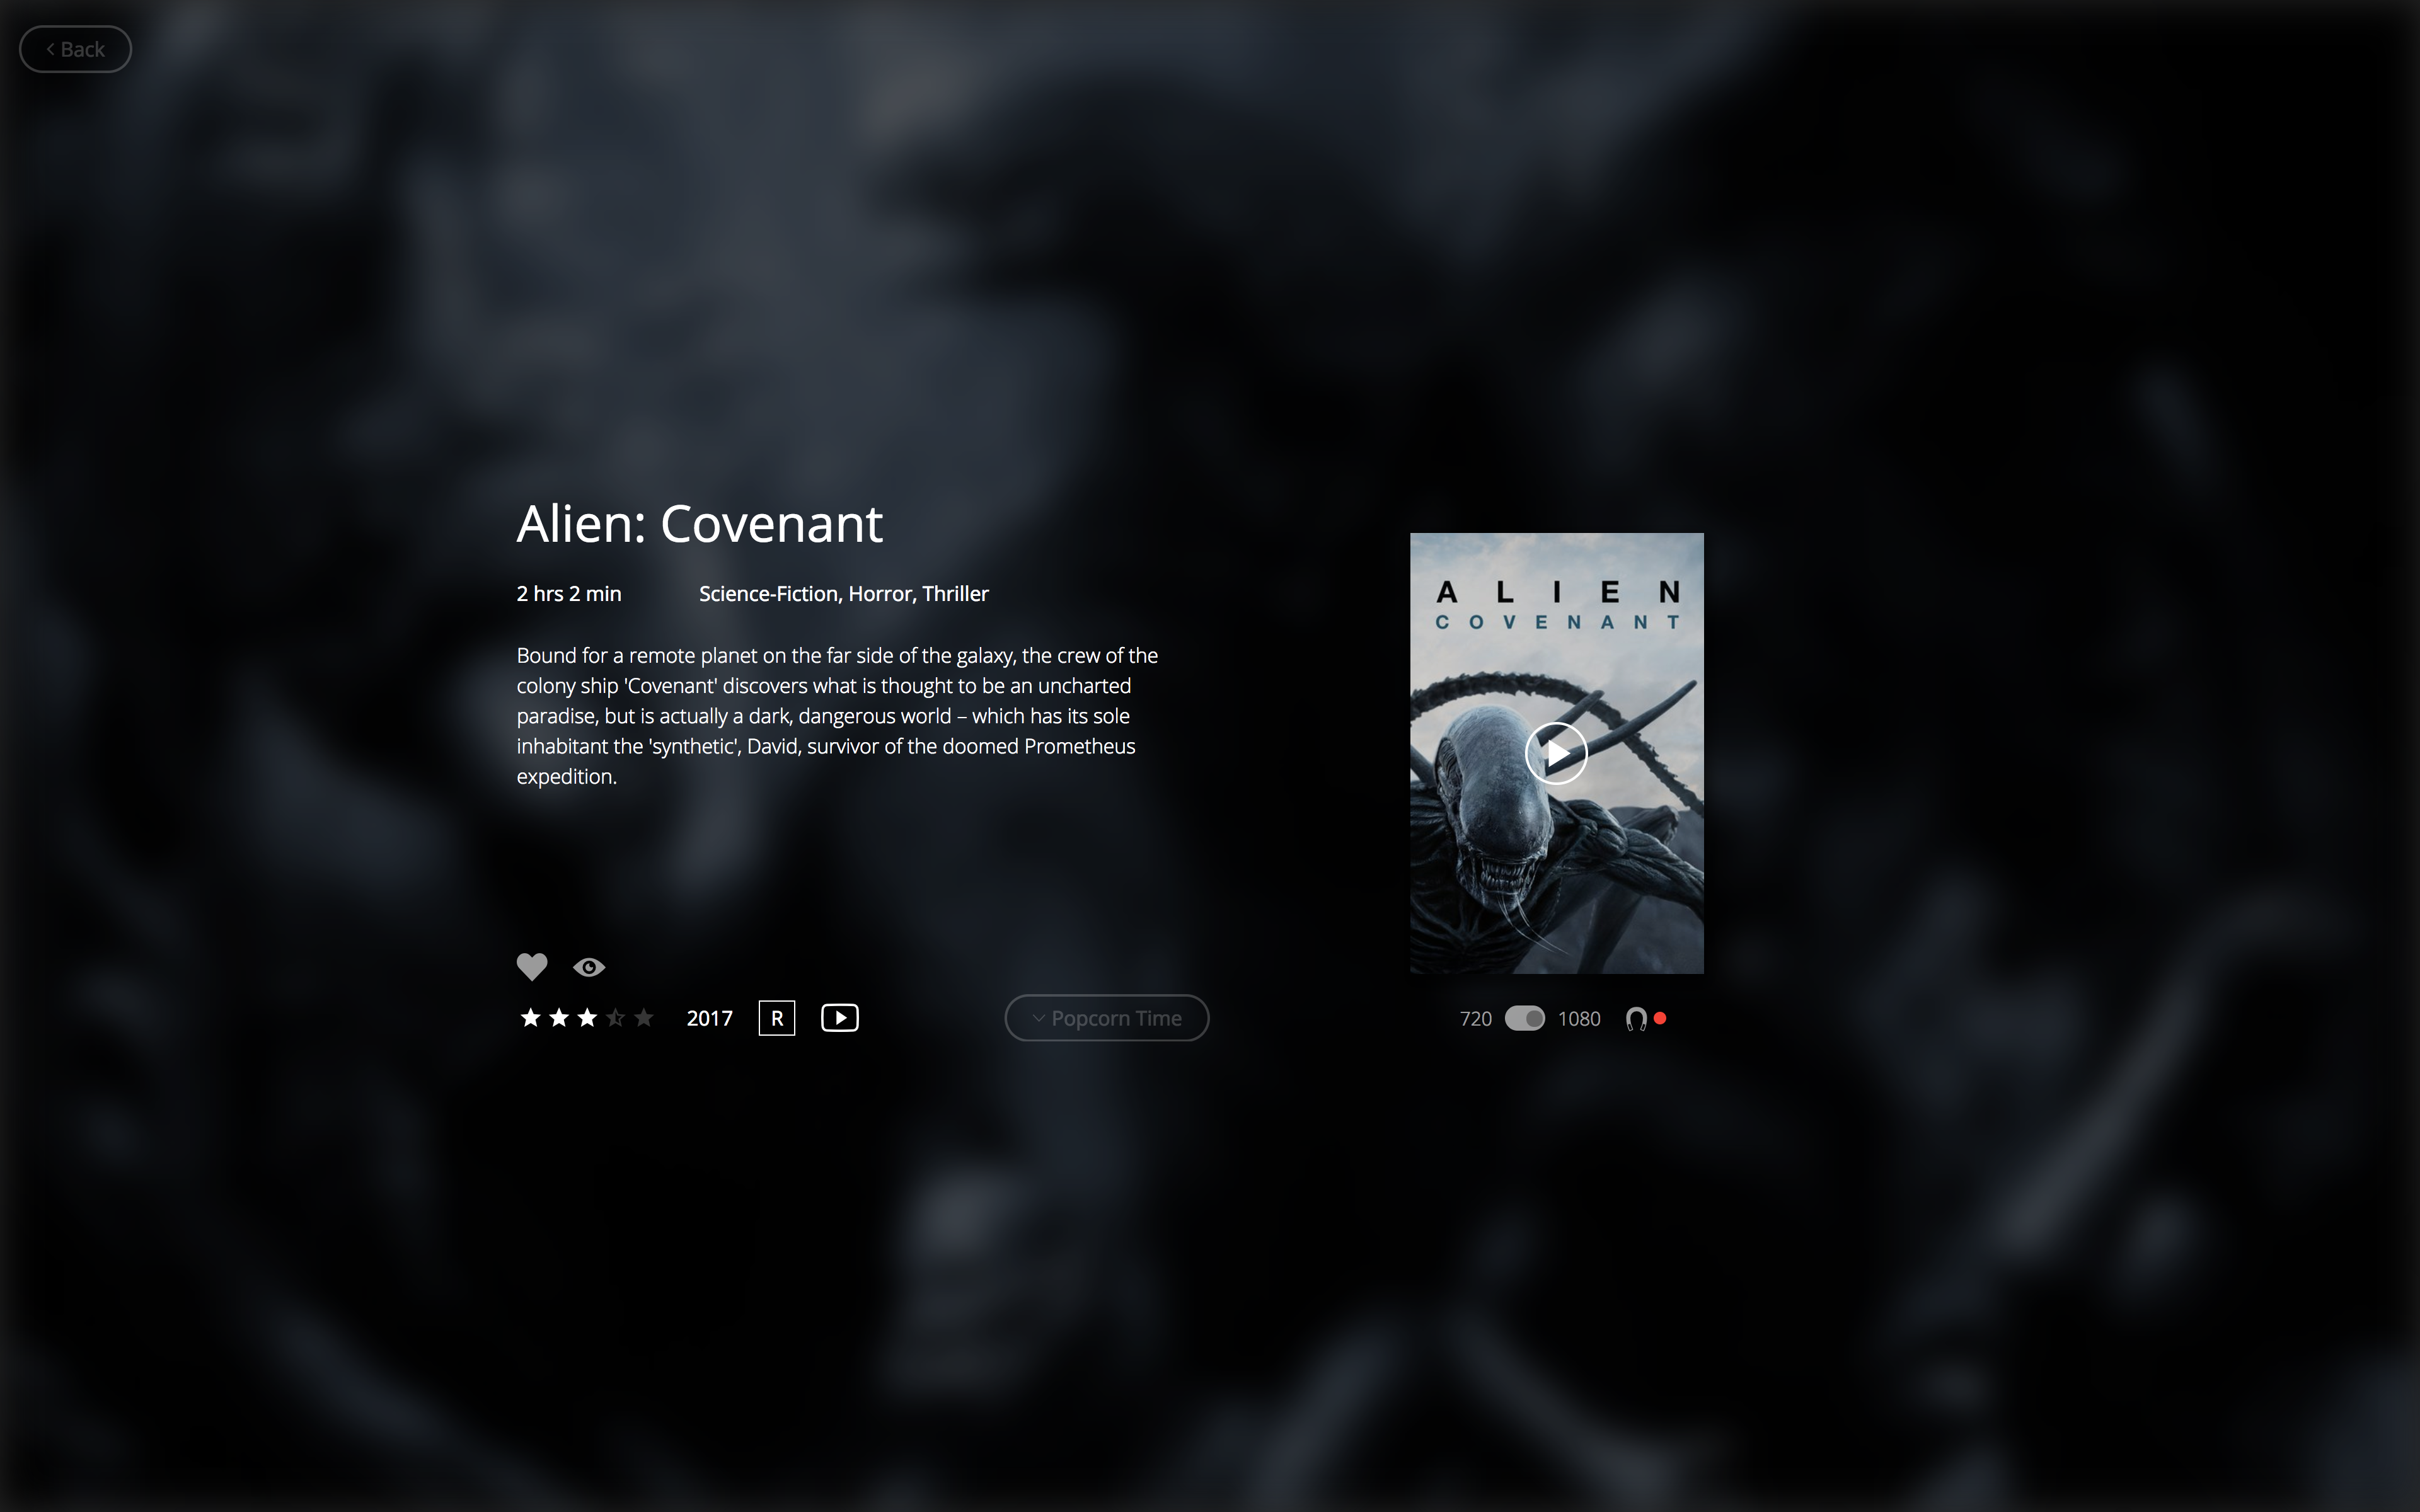 Back
Alien: Covenant
2 hrs 2 min
Science-Fiction, Horror, Thriller
Bound for a remote planet on the far side of the galaxy, the crew of the
colony ship 'Covenant' discovers what is thought to be an uncharted
paradise, but is actually a dark, dangerous world – which has its sole
inhabitant the 'synthetic', David, survivor of the doomed Prometheus
expedition.
2017
R
Popcorn Time
ALIEN
COVENANT
720
1080